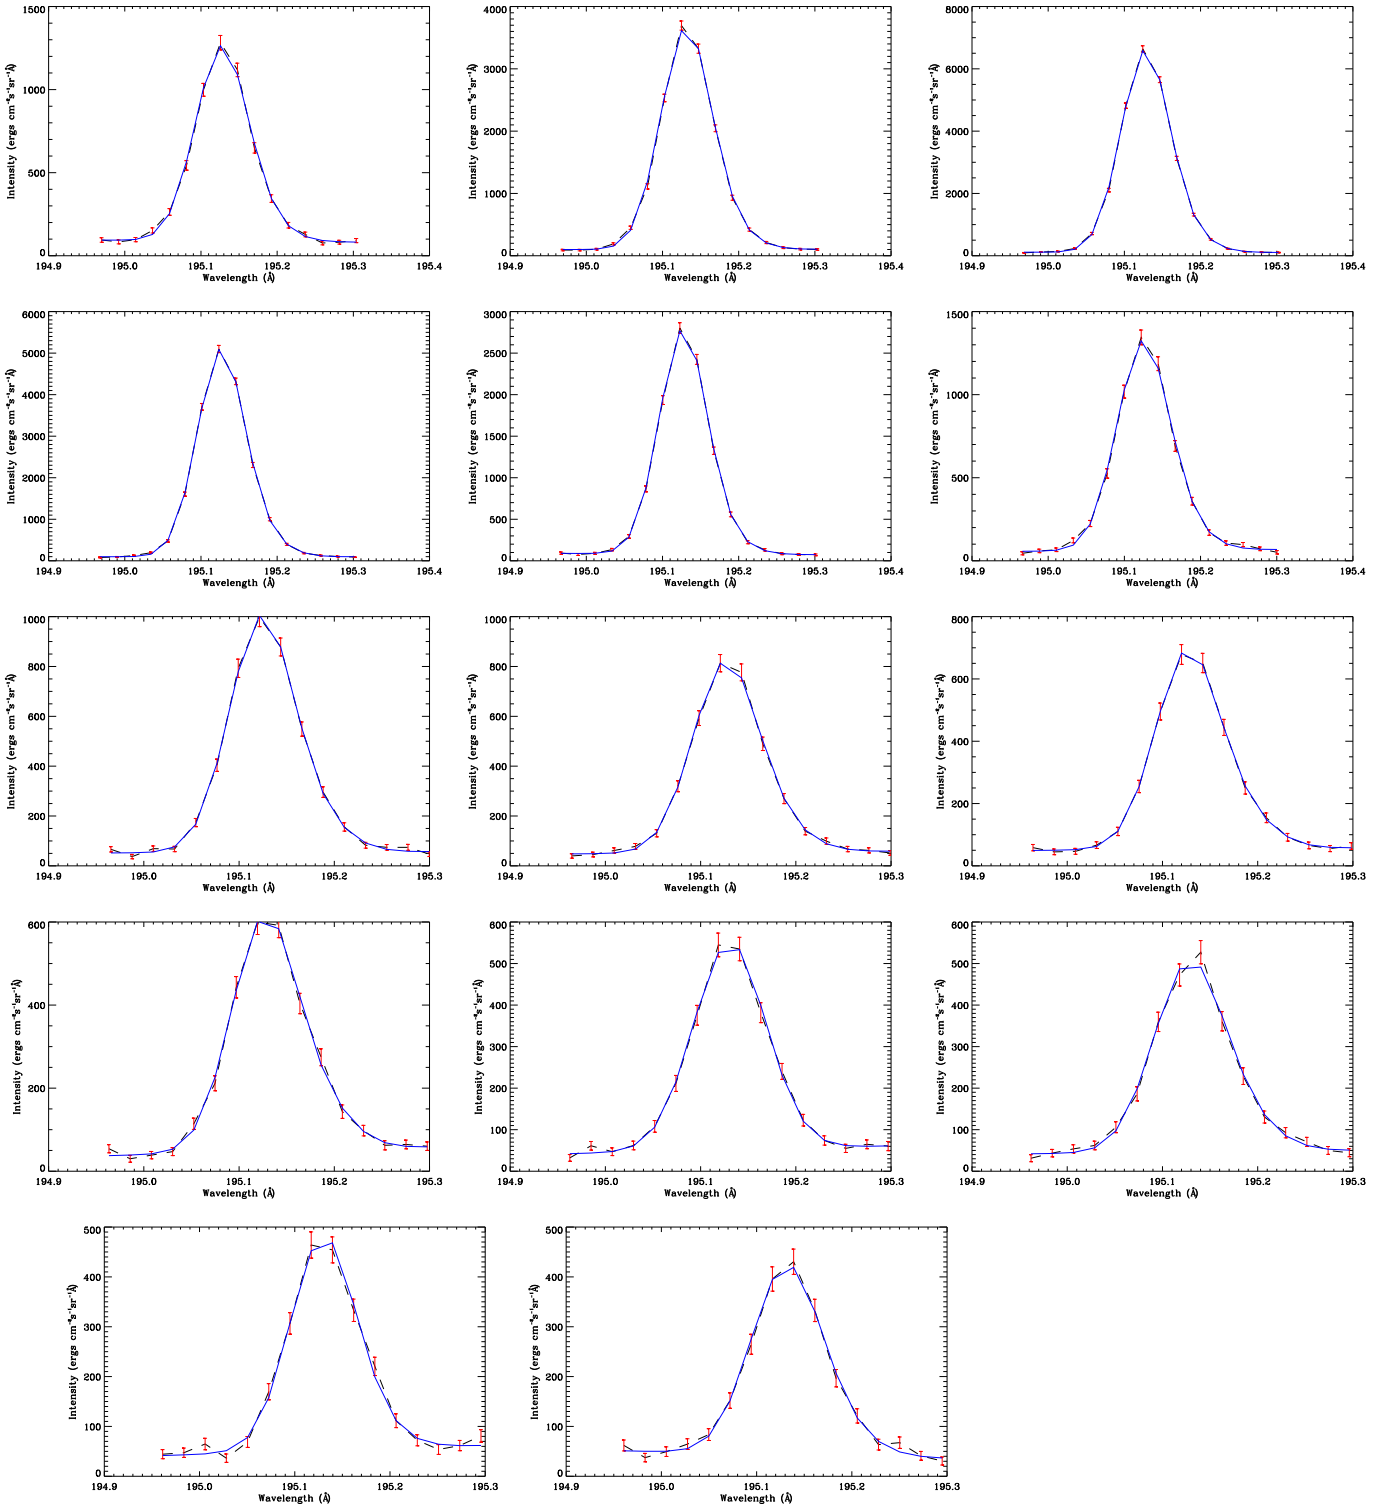 1500
1000
500
0
194.9 195.0 195.1 195.2 195.3 195.4
Wavelength (Å)
Intensity (ergs cm⁻²s⁻¹sr⁻¹Å)
4000
3000
2000
1000
0
194.9 195.0 195.1 195.2 195.3 195.4
Wavelength (Å)
Intensity (ergs cm⁻²s⁻¹sr⁻¹Å)
8000
6000
4000
2000
0
194.9 195.0 195.1 195.2 195.3 195.4
Wavelength (Å)
Intensity (ergs cm⁻²s⁻¹sr⁻¹Å)
6000
5000
4000
3000
2000
1000
0
194.9 195.0 195.1 195.2 195.3 195.4
Wavelength (Å)
Intensity (ergs cm⁻²s⁻¹sr⁻¹Å)
3000
2500
2000
1500
1000
500
0
194.9 195.0 195.1 195.2 195.3 195.4
Wavelength (Å)
Intensity (ergs cm⁻²s⁻¹sr⁻¹Å)
1500
1000
500
0
194.9 195.0 195.1 195.2 195.3 195.4
Wavelength (Å)
Intensity (ergs cm⁻²s⁻¹sr⁻¹Å)
1000
800
600
400
200
0
194.9 195.0 195.1 195.2 195.3
Wavelength (Å)
Intensity (ergs cm⁻²s⁻¹sr⁻¹Å)
1000
800
600
400
200
0
194.9 195.0 195.1 195.2 195.3
Wavelength (Å)
Intensity (ergs cm⁻²s⁻¹sr⁻¹Å)
800
600
400
200
0
194.9 195.0 195.1 195.2 195.3
Wavelength (Å)
Intensity (ergs cm⁻²s⁻¹sr⁻¹Å)
600
400
200
0
194.9 195.0 195.1 195.2 195.3
Wavelength (Å)
Intensity (ergs cm⁻²s⁻¹sr⁻¹Å)
600
500
400
300
200
100
0
194.9 195.0 195.1 195.2 195.3
Wavelength (Å)
Intensity (ergs cm⁻²s⁻¹sr⁻¹Å)
600
500
400
300
200
100
0
194.9 195.0 195.1 195.2 195.3
Wavelength (Å)
Intensity (ergs cm⁻²s⁻¹sr⁻¹Å)
500
400
300
200
100
0
194.9 195.0 195.1 195.2 195.3
Wavelength (Å)
Intensity (ergs cm⁻²s⁻¹sr⁻¹Å)
500
400
300
200
100
0
194.9 195.0 195.1 195.2 195.3
Wavelength (Å)
Intensity (ergs cm⁻²s⁻¹sr⁻¹Å)